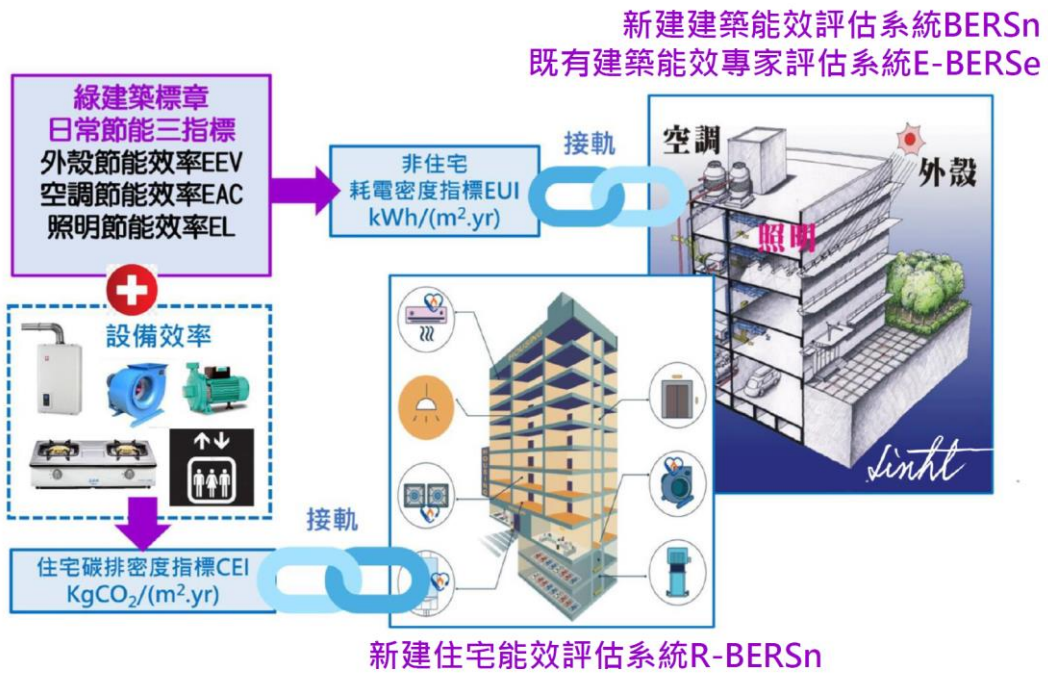 新建建築能效評估系統BERSn
既有建築能效專家評估系統E-BERSe
綠建築標章
日常節能三指標
外殼節能效率EEV
空調節能效率EAC
照明節能效率EL
非住宅
耗電密度指標EUI
kWh/(m².yr)
接軌
空調
外殼
照明
linht
設備效率
接軌
住宅碳排密度指標CEI
KgCO₂/(m².yr)
新建住宅能效評估系統R-BERSn